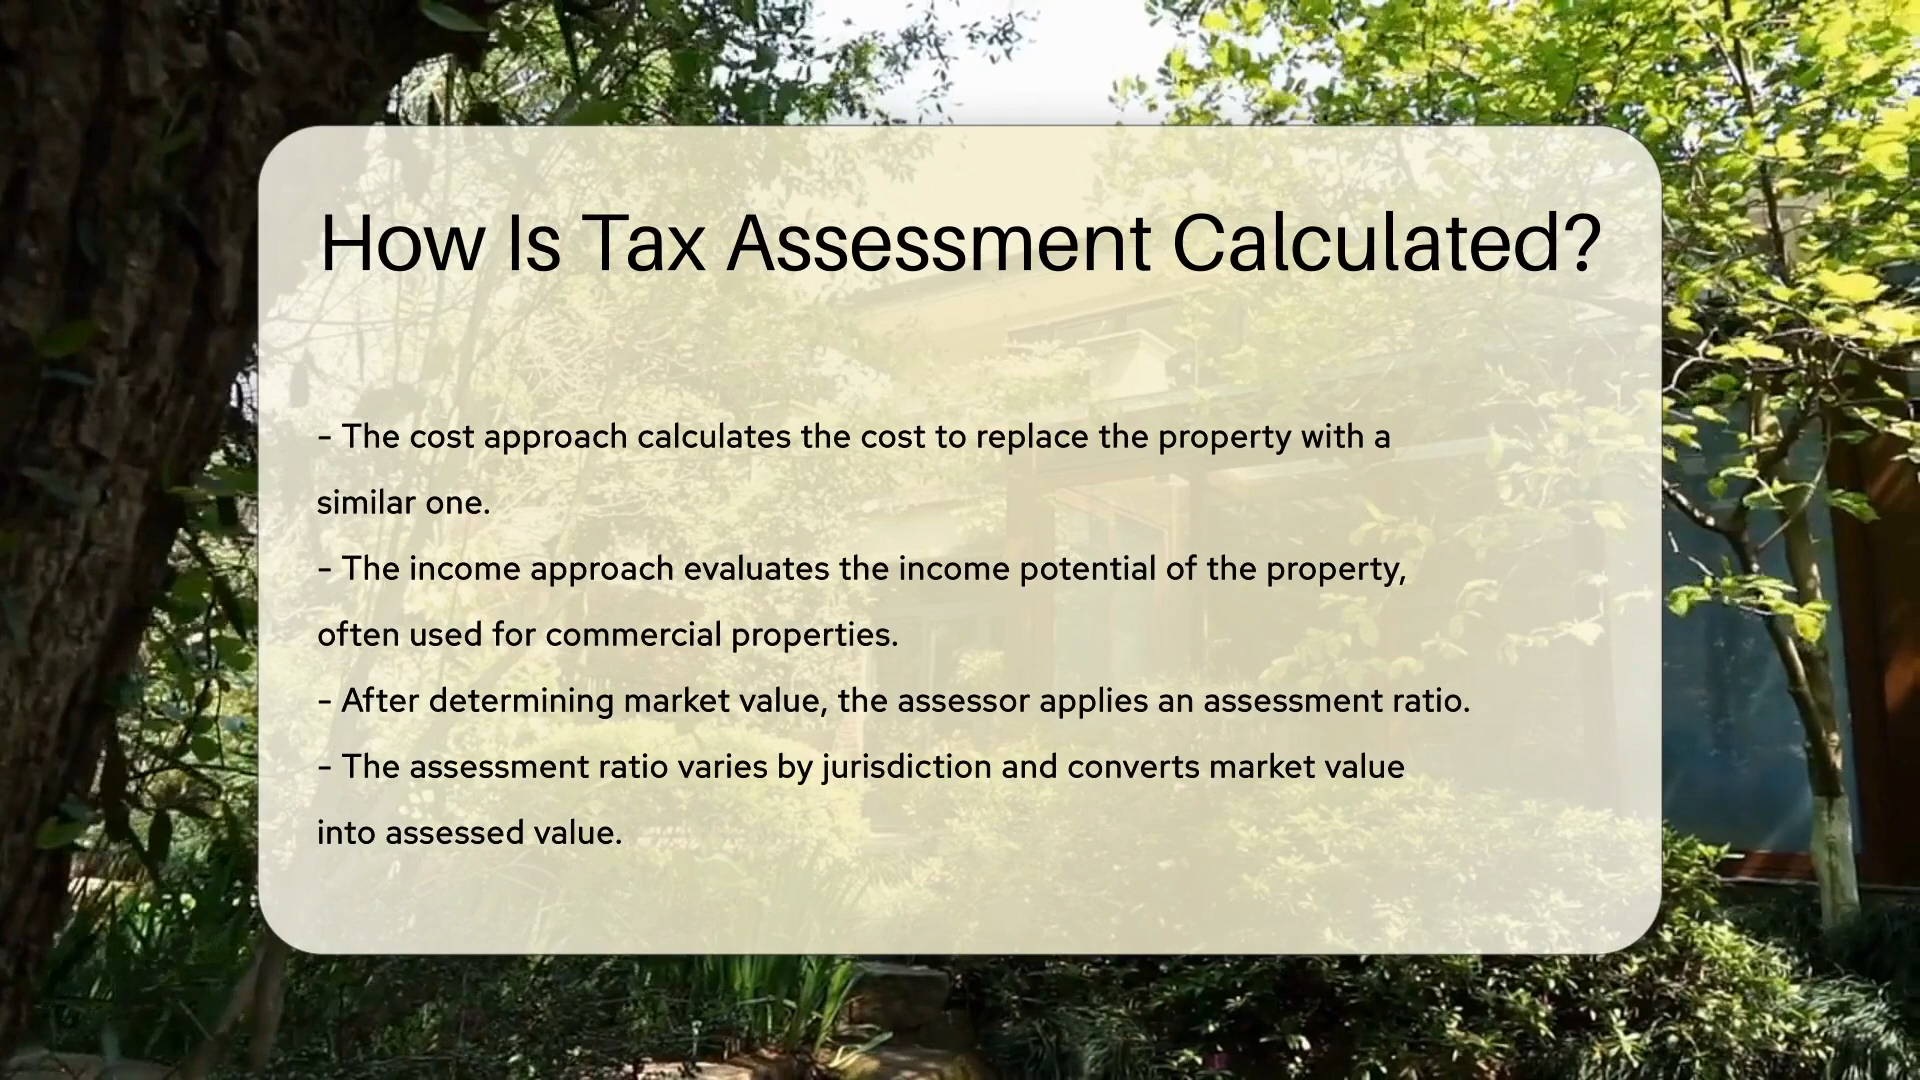 How Is Tax Assessment Calculated?
- The cost approach calculates the cost to replace the property with a
similar one.
- The income approach evaluates the income potential of the property,
often used for commercial properties.
- After determining market value, the assessor applies an assessment ratio.
- The assessment ratio varies by jurisdiction and converts market value
into assessed value.